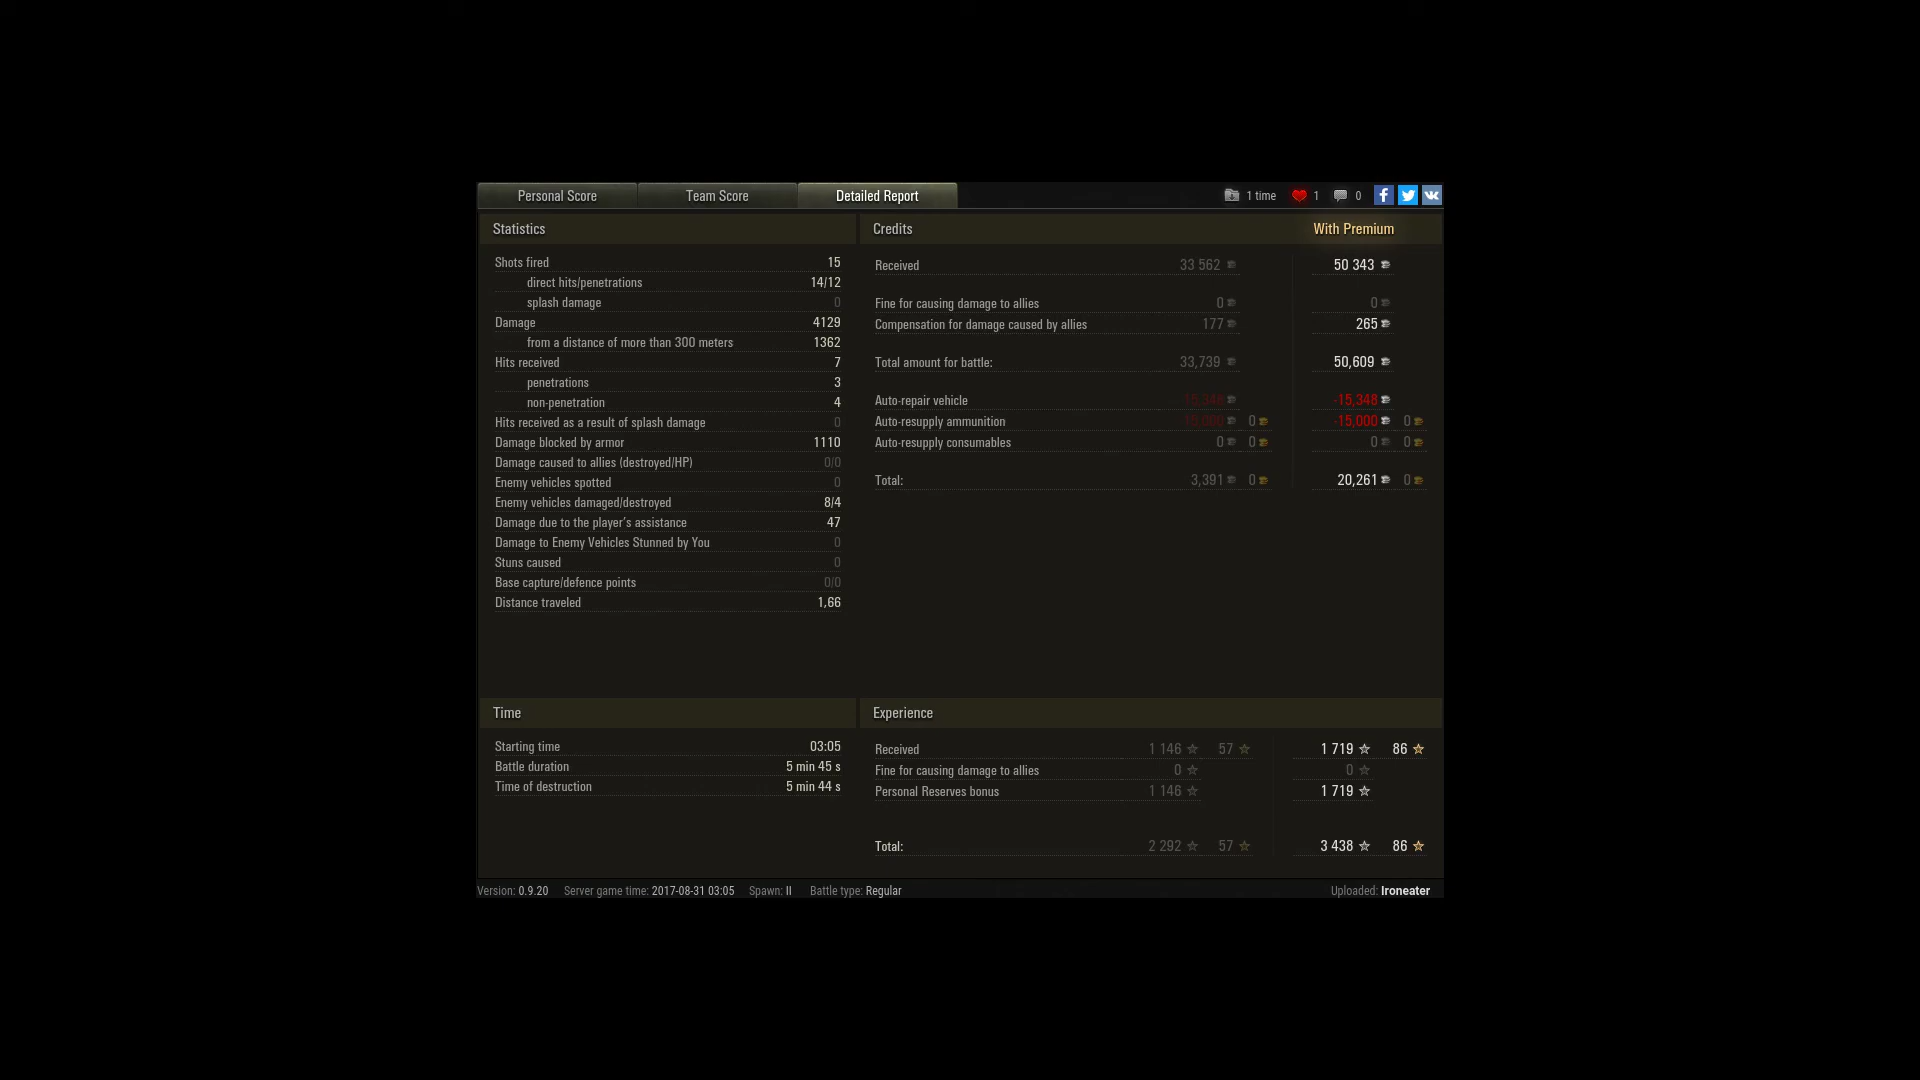 Personal Score Team Score Detailed Report 1 time 1 0
Statistics
Shots fired 15
direct hits/penetrations 14/12
splash damage 0
Damage 4129
from a distance of more than 300 meters 1362
Hits received 7
penetrations 3
non-penetration 4
Hits received as a result of splash damage 0
Damage blocked by armor 1110
Damage caused to allies (destroyed/HP) 0/0
Enemy vehicles spotted 0
Enemy vehicles damaged/destroyed 8/4
Damage due to the player's assistance 47
Damage to Enemy Vehicles Stunned by You 0
Stuns caused 0
Base capture/defence points 0/0
Distance traveled 1,66
Credits With Premium
Received 33 562 50 343
Fine for causing damage to allies 0 0
Compensation for damage caused by allies 177 265
Total amount for battle: 33,739 50,609
Auto-repair vehicle -15,348 -15,348
Auto-resupply ammunition -15,000 0 -15,000 0
Auto-resupply consumables 0 0 0 0
Total: 3,391 0 20,261 0
Time
Starting time 03:05
Battle duration 5 min 45 s
Time of destruction 5 min 44 s
Experience
Received 1 146 57 1 719 86
Fine for causing damage to allies 0 0
Personal Reserves bonus 1 146 1 719
Total: 2 292 57 3 438 86
Version: 0.9.20 Server game time: 2017-08-31 03:05 Spawn: II Battle type: Regular Uploaded: Ironeater